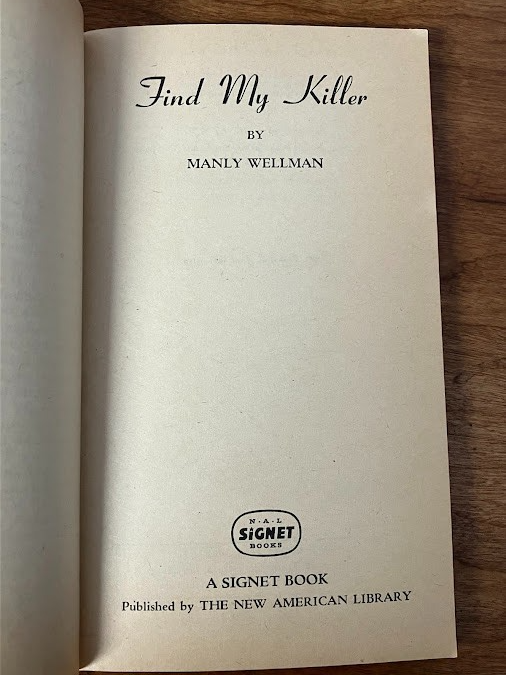 Find My Killer
BY
MANLY WELLMAN
N·A·L
SIGNET
BOOKS
A SIGNET BOOK
Published by THE NEW AMERICAN LIBRARY